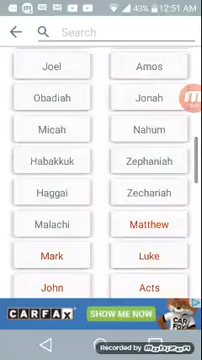 43% 12:51 AM
Search
Joel Amos
Obadiah Jonah
Micah Nahum
Habakkuk Zephaniah
Haggai Zechariah
Malachi Matthew
Mark Luke
John Acts
CARFAX SHOW ME NOW
Recorded by